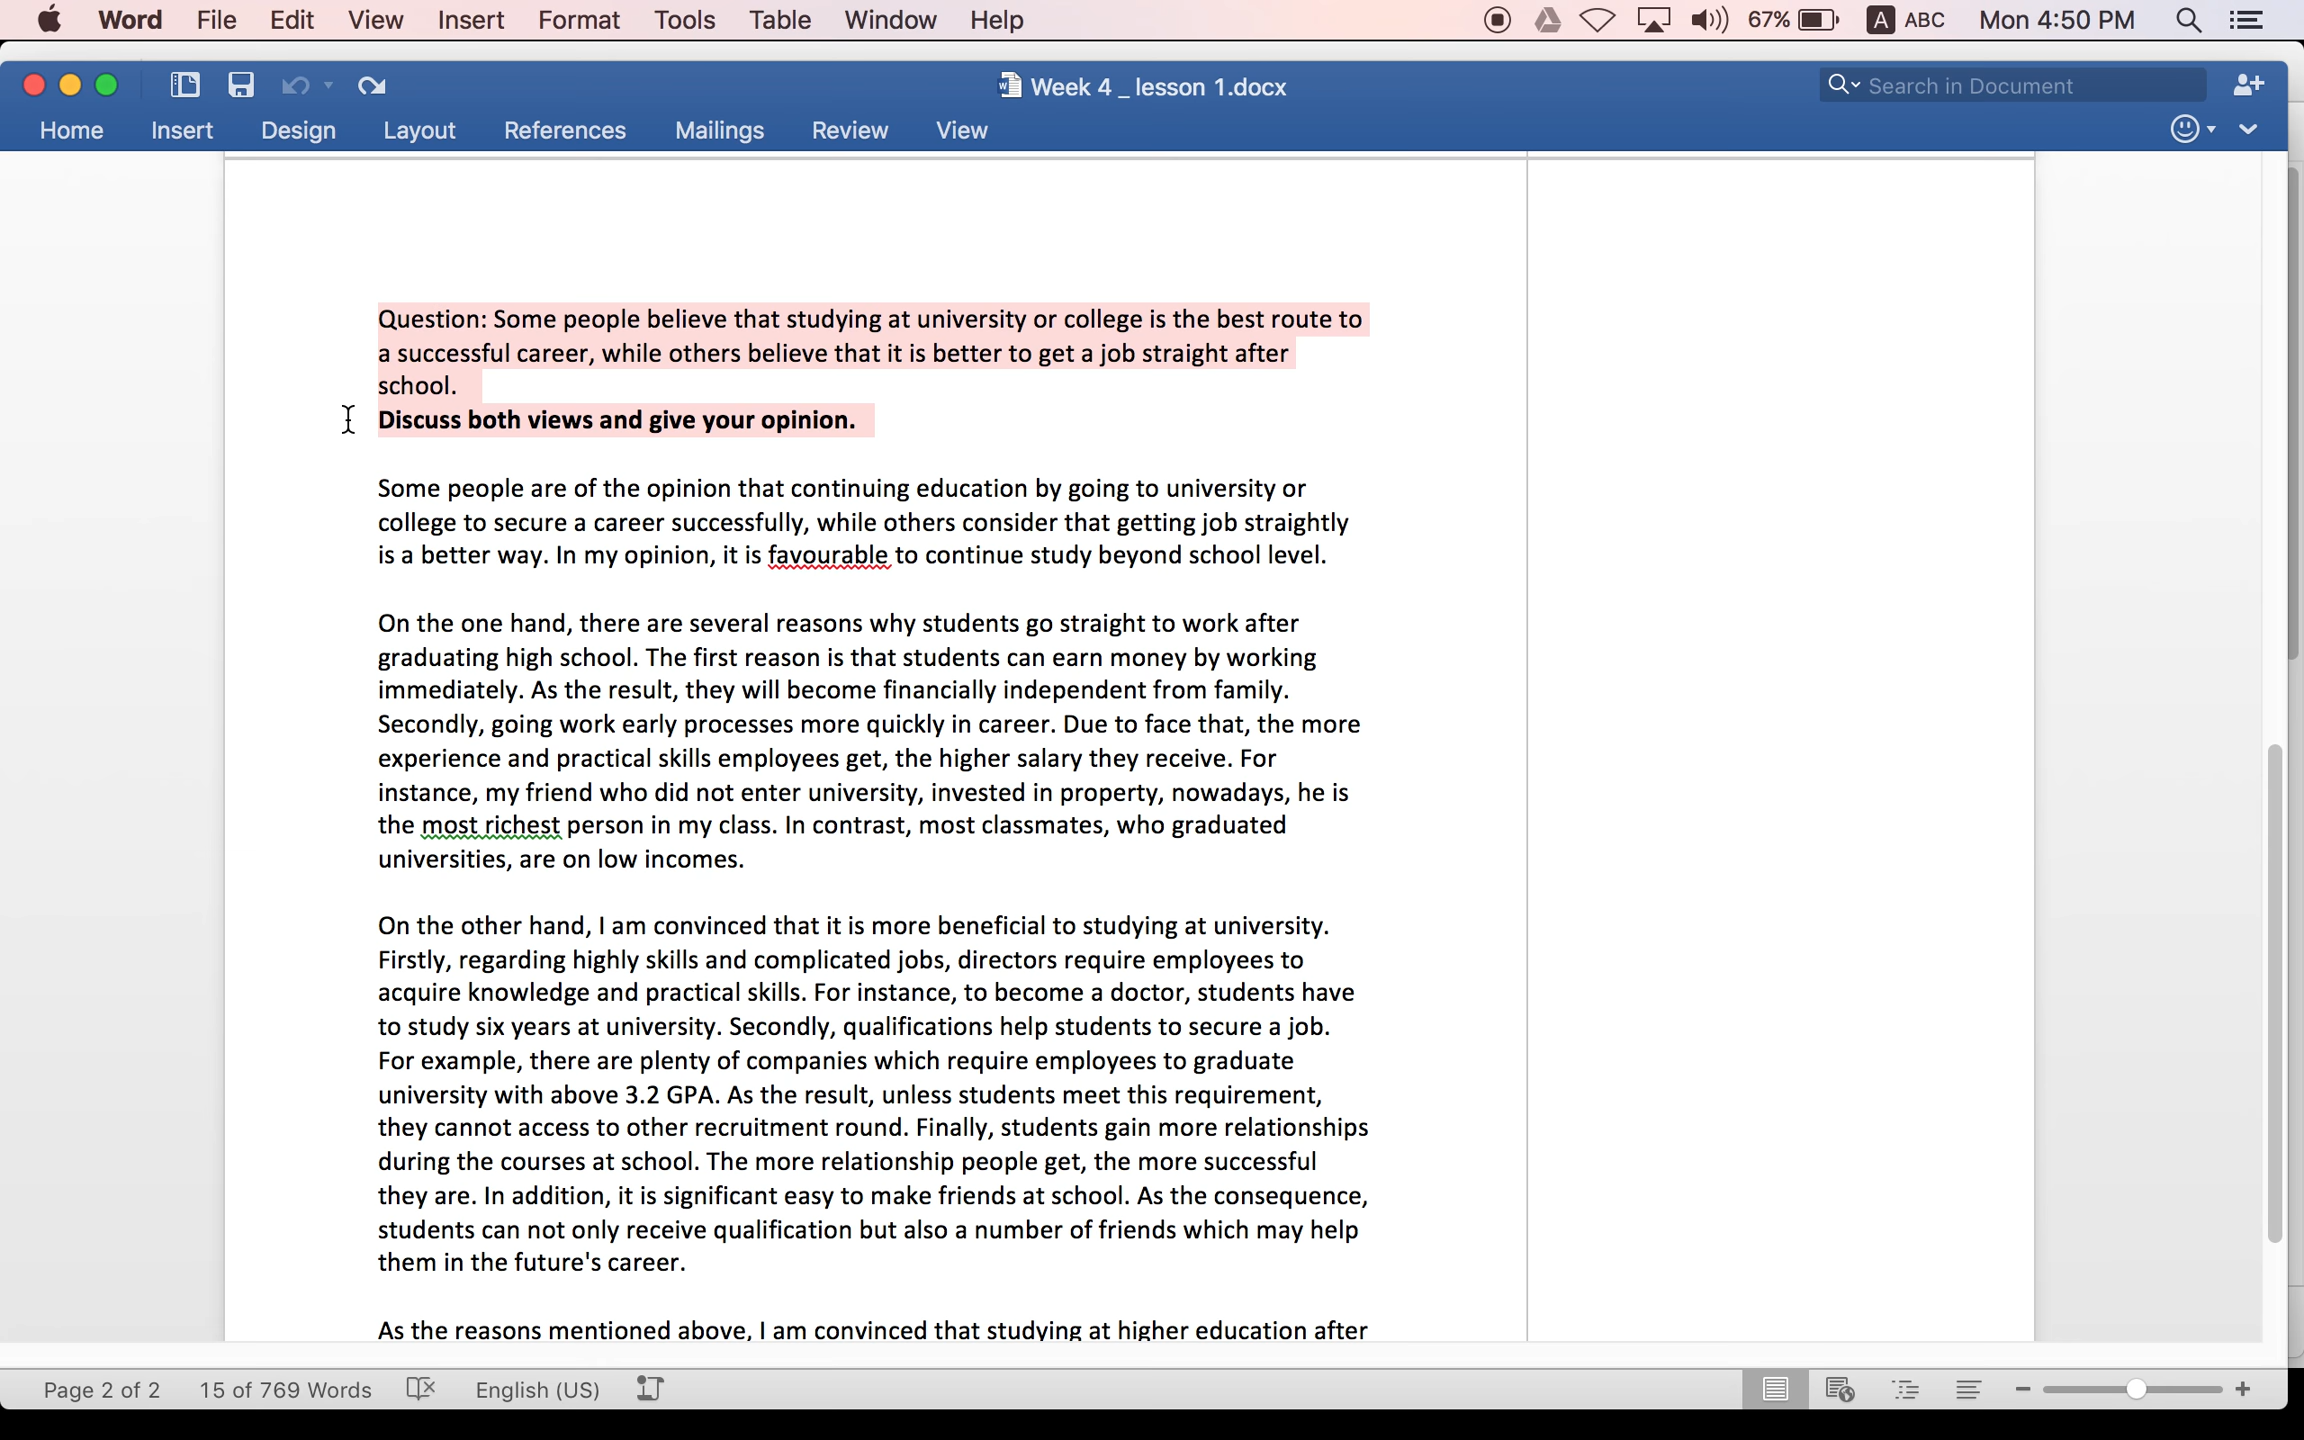 Word File Edit View Insert Format Tools Table Window Help 67% A ABC Mon 4:50 PM
Week 4 _ lesson 1.docx Search in Document
Home Insert Design Layout References Mailings Review View
Question: Some people believe that studying at university or college is the best route to
a successful career, while others believe that it is better to get a job straight after
school.
Discuss both views and give your opinion.
Some people are of the opinion that continuing education by going to university or
college to secure a career successfully, while others consider that getting job straightly
is a better way. In my opinion, it is favourable to continue study beyond school level.
On the one hand, there are several reasons why students go straight to work after
graduating high school. The first reason is that students can earn money by working
immediately. As the result, they will become financially independent from family.
Secondly, going work early processes more quickly in career. Due to face that, the more
experience and practical skills employees get, the higher salary they receive. For
instance, my friend who did not enter university, invested in property, nowadays, he is
the most richest person in my class. In contrast, most classmates, who graduated
universities, are on low incomes.
On the other hand, I am convinced that it is more beneficial to studying at university.
Firstly, regarding highly skills and complicated jobs, directors require employees to
acquire knowledge and practical skills. For instance, to become a doctor, students have
to study six years at university. Secondly, qualifications help students to secure a job.
For example, there are plenty of companies which require employees to graduate
university with above 3.2 GPA. As the result, unless students meet this requirement,
they cannot access to other recruitment round. Finally, students gain more relationships
during the courses at school. The more relationship people get, the more successful
they are. In addition, it is significant easy to make friends at school. As the consequence,
students can not only receive qualification but also a number of friends which may help
them in the future's career.
As the reasons mentioned above, I am convinced that studying at higher education after
Page 2 of 2 15 of 769 Words English (US)